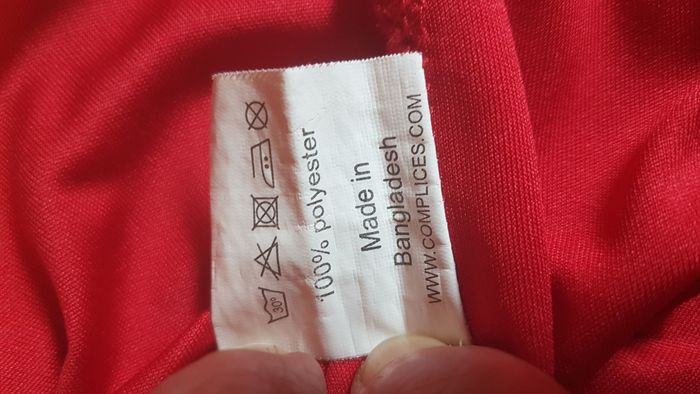 30°
100% polyester
Made in
Bangladesh
www.COMPLICES.COM